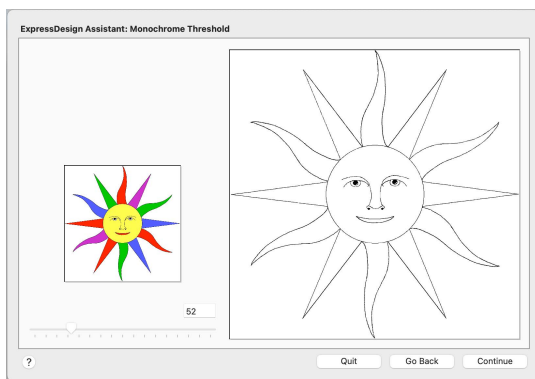 ExpressDesign Assistant: Monochrome Threshold
52
?
Quit
Go Back
Continue